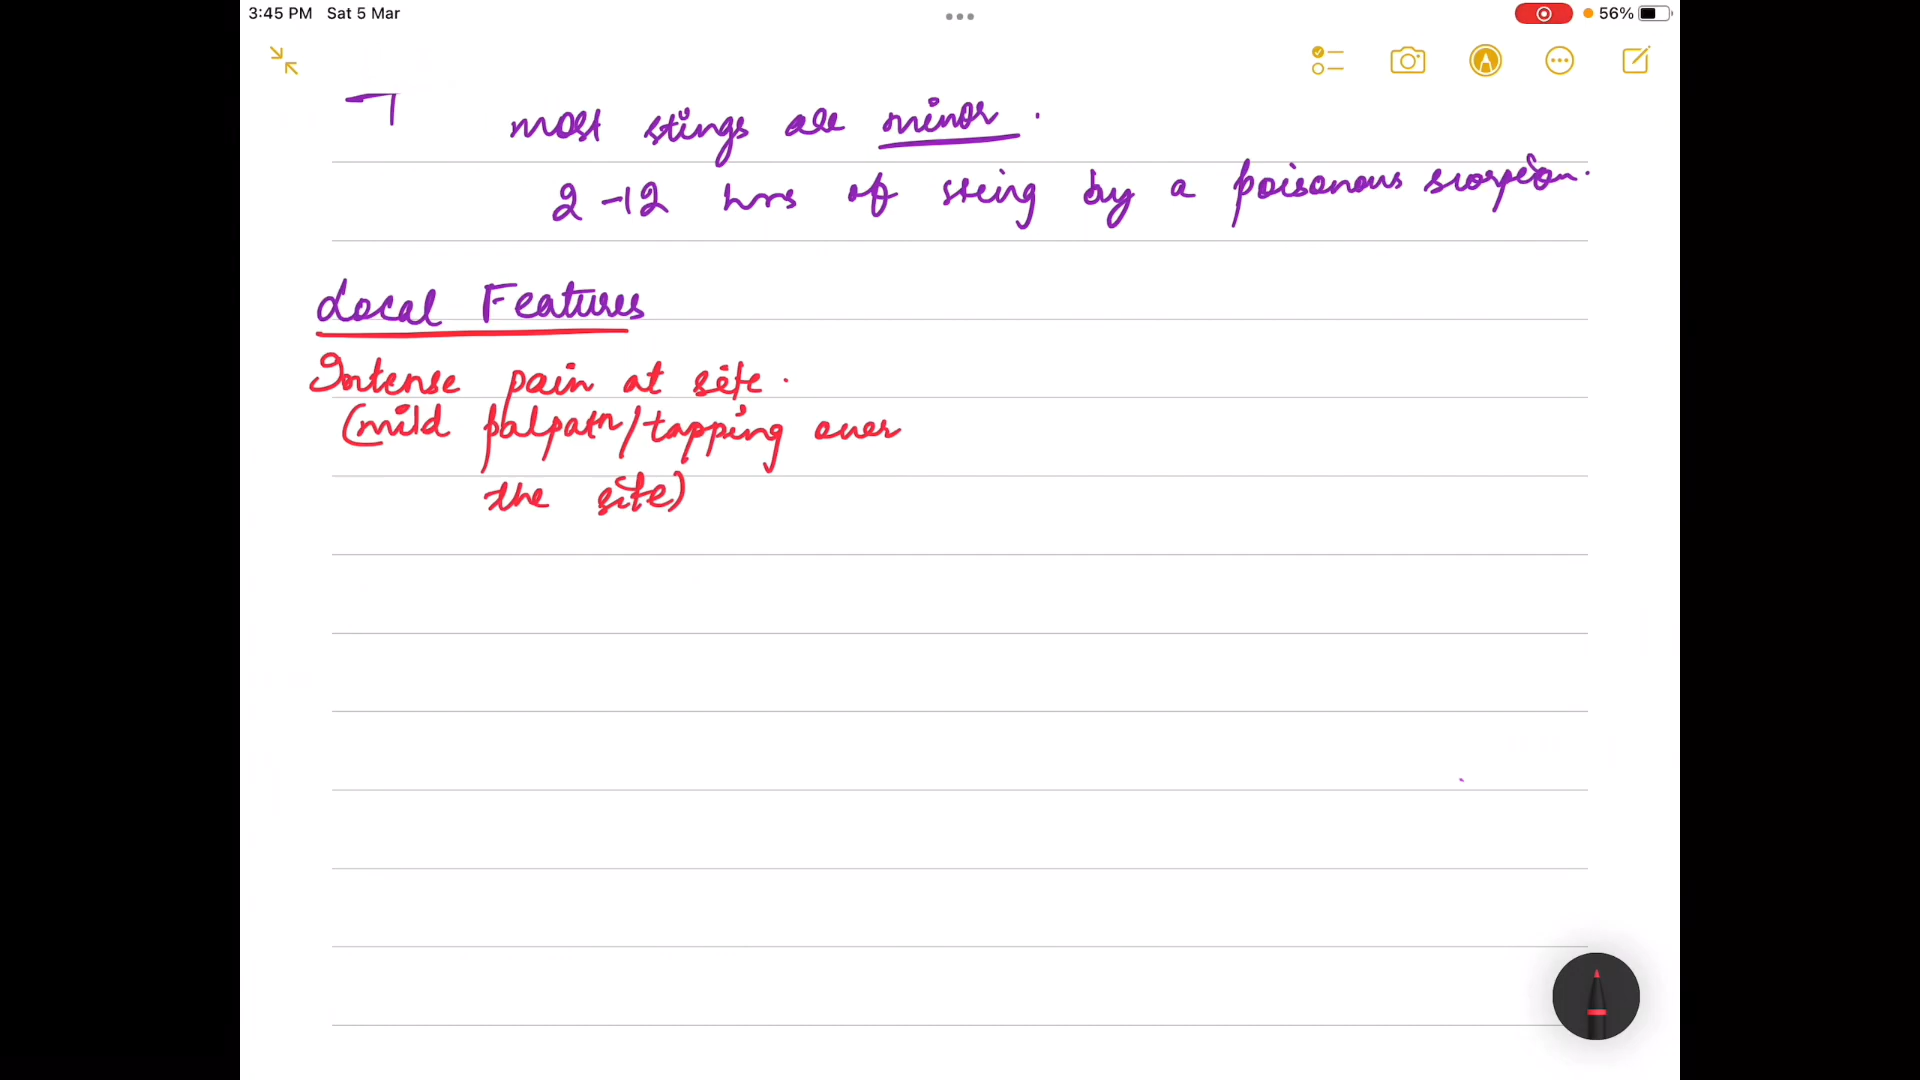 3:45 PM Sat 5 Mar
56%
most stings are minor.
2-12 hrs of sting by a poisonous scorpion.
Local Features
Intense pain at site.
(mild palpatn/tapping over
the site)